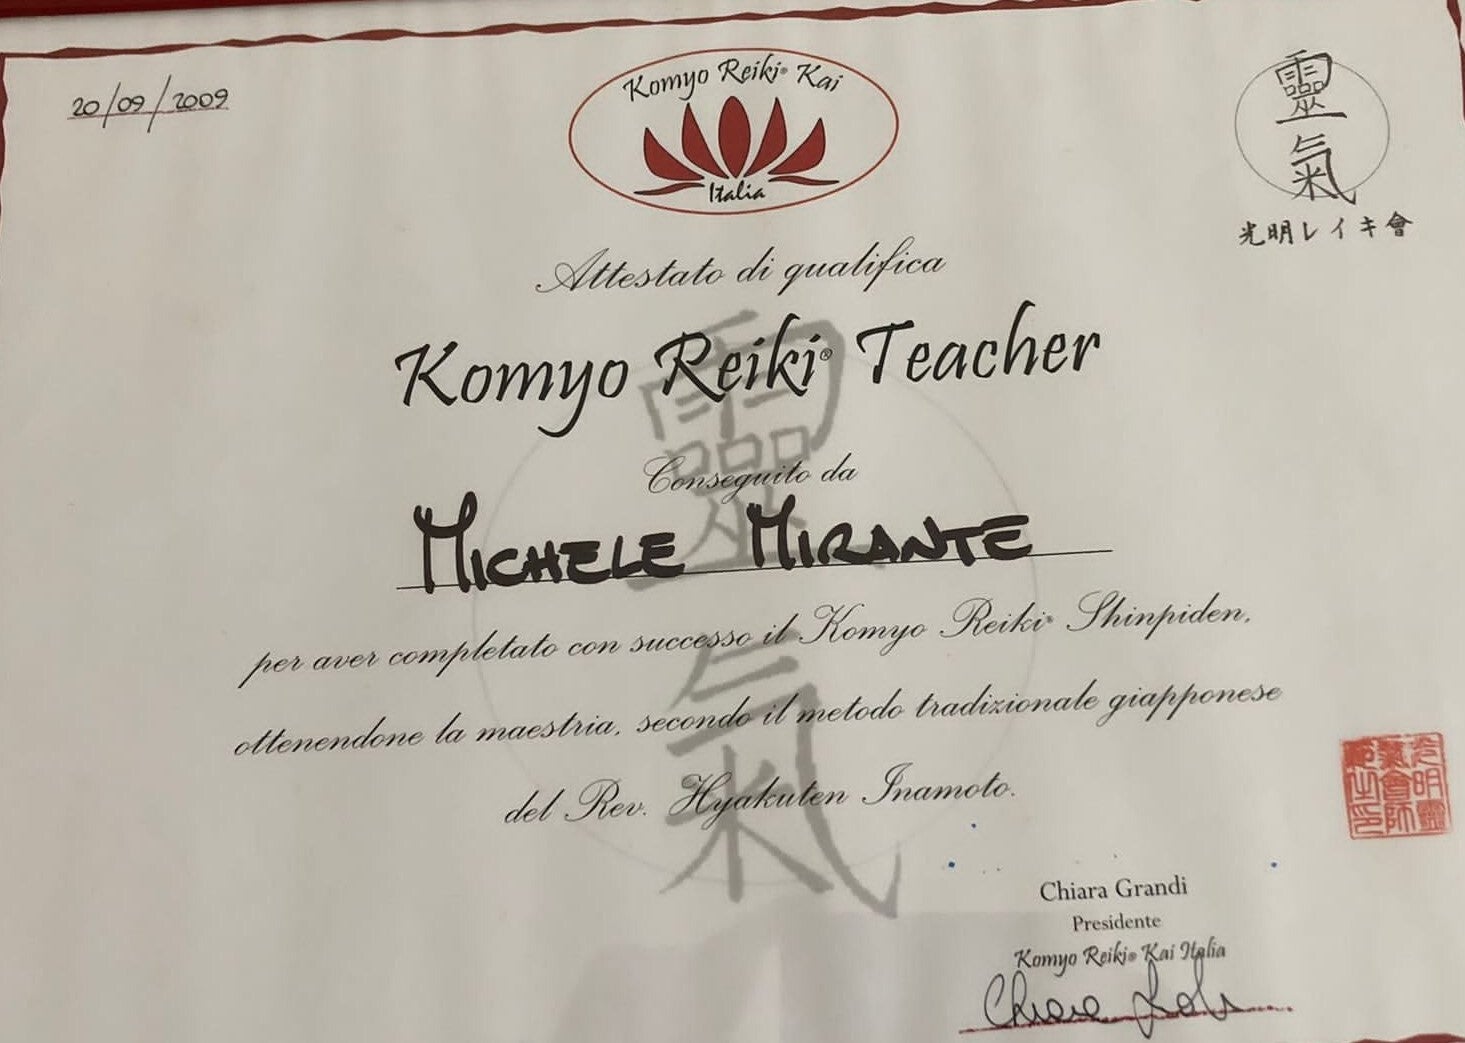 20/09/2009
Komyo Reiki® Kai
Italia
靈
氣
光明レイキ會
Attestato di qualifica
Komyo Reiki® Teacher
Conseguito da
MICHELE MIRANTE
per aver completato con successo il Komyo Reiki® Shinpiden,
ottenendone la maestria, secondo il metodo tradizionale giapponese
del Rev. Hyakuten Inamoto.
靈
氣
Chiara Grandi
Presidente
Komyo Reiki® Kai Italia